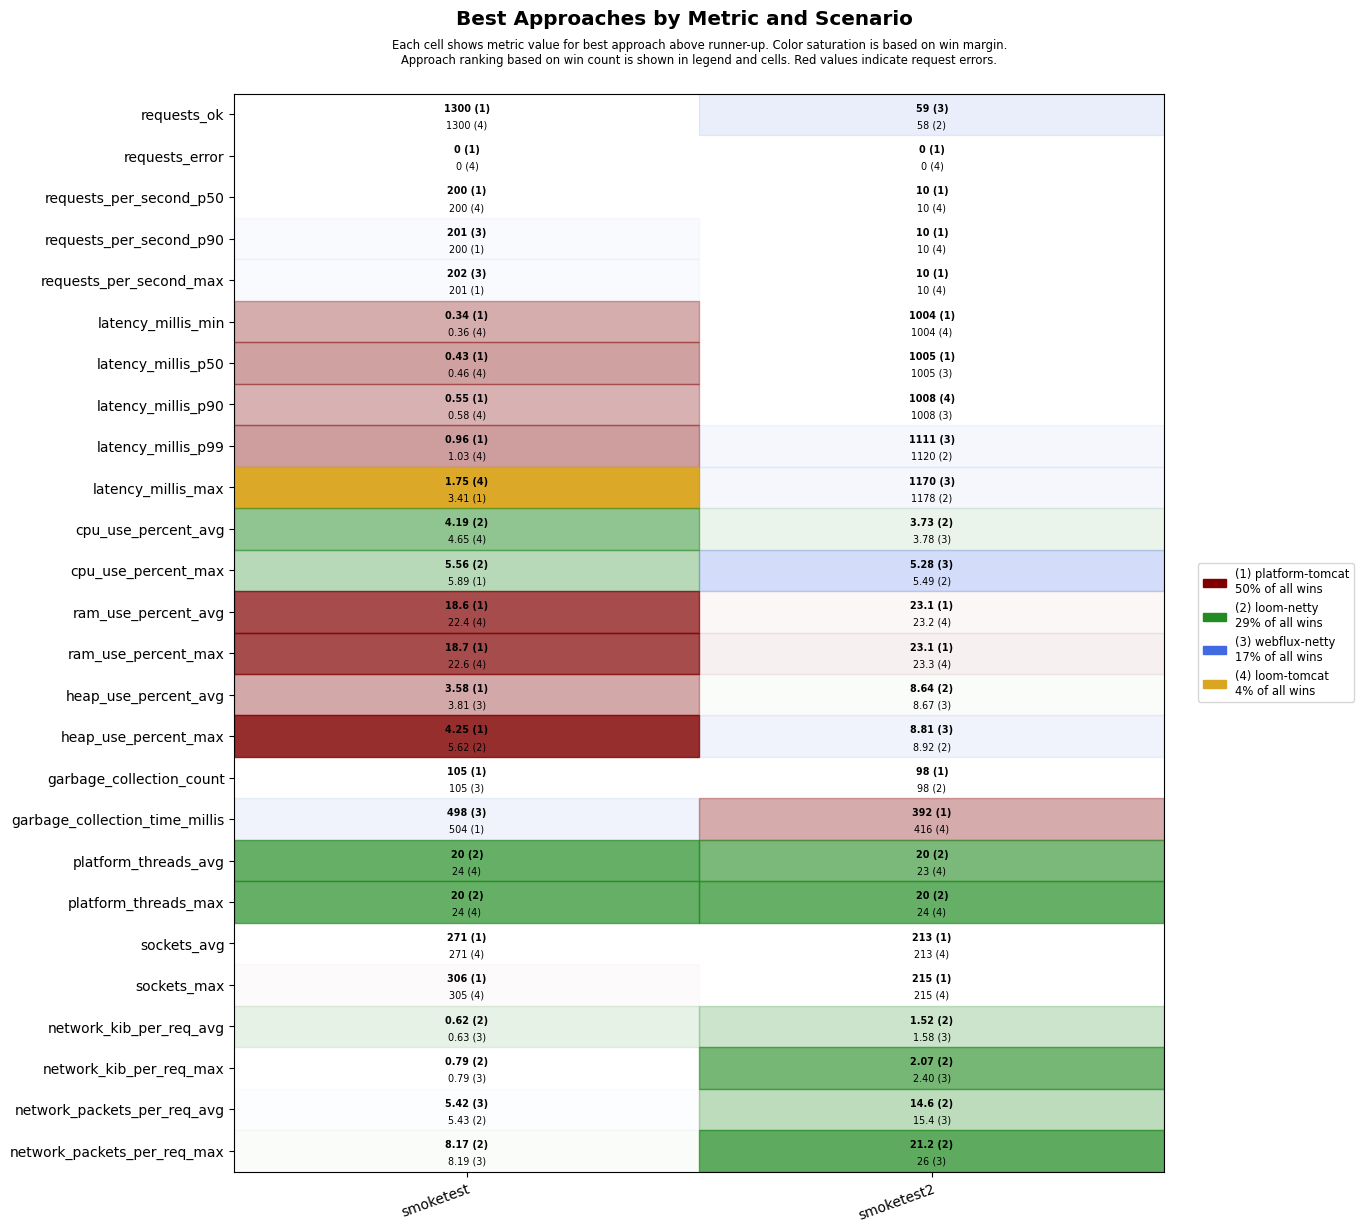 Best Approaches by Metric and Scenario
Each cell shows metric value for best approach above runner-up. Color saturation is based on win margin.
Approach ranking based on win count is shown in legend and cells. Red values indicate request errors.
requests_ok
1300 (1)
1300 (4)
59 (3)
58 (2)
requests_error
0 (1)
0 (4)
0 (1)
0 (4)
requests_per_second_p50
200 (1)
200 (4)
10 (1)
10 (4)
requests_per_second_p90
201 (3)
200 (1)
10 (1)
10 (4)
requests_per_second_max
202 (3)
201 (1)
10 (1)
10 (4)
latency_millis_min
0.34 (1)
0.36 (4)
1004 (1)
1004 (4)
latency_millis_p50
0.43 (1)
0.46 (4)
1005 (1)
1005 (3)
latency_millis_p90
0.55 (1)
0.58 (4)
1008 (4)
1008 (3)
latency_millis_p99
0.96 (1)
1.03 (4)
1111 (3)
1120 (2)
latency_millis_max
1.75 (4)
3.41 (1)
1170 (3)
1178 (2)
cpu_use_percent_avg
4.19 (2)
4.65 (4)
3.73 (2)
3.78 (3)
cpu_use_percent_max
5.56 (2)
5.89 (1)
5.28 (3)
5.49 (2)
ram_use_percent_avg
18.6 (1)
22.4 (4)
23.1 (1)
23.2 (4)
ram_use_percent_max
18.7 (1)
22.6 (4)
23.1 (1)
23.3 (4)
heap_use_percent_avg
3.58 (1)
3.81 (3)
8.64 (2)
8.67 (3)
heap_use_percent_max
4.25 (1)
5.62 (2)
8.81 (3)
8.92 (2)
garbage_collection_count
105 (1)
105 (3)
98 (1)
98 (2)
garbage_collection_time_millis
498 (3)
504 (1)
392 (1)
416 (4)
platform_threads_avg
20 (2)
24 (4)
20 (2)
23 (4)
platform_threads_max
20 (2)
24 (4)
20 (2)
24 (4)
sockets_avg
271 (1)
271 (4)
213 (1)
213 (4)
sockets_max
306 (1)
305 (4)
215 (1)
215 (4)
network_kib_per_req_avg
0.62 (2)
0.63 (3)
1.52 (2)
1.58 (3)
network_kib_per_req_max
0.79 (2)
0.79 (3)
2.07 (2)
2.40 (3)
network_packets_per_req_avg
5.42 (3)
5.43 (2)
14.6 (2)
15.4 (3)
network_packets_per_req_max
8.17 (2)
8.19 (3)
21.2 (2)
26 (3)
smoketest
smoketest2
(1) platform-tomcat
50% of all wins
(2) loom-netty
29% of all wins
(3) webflux-netty
17% of all wins
(4) loom-tomcat
4% of all wins